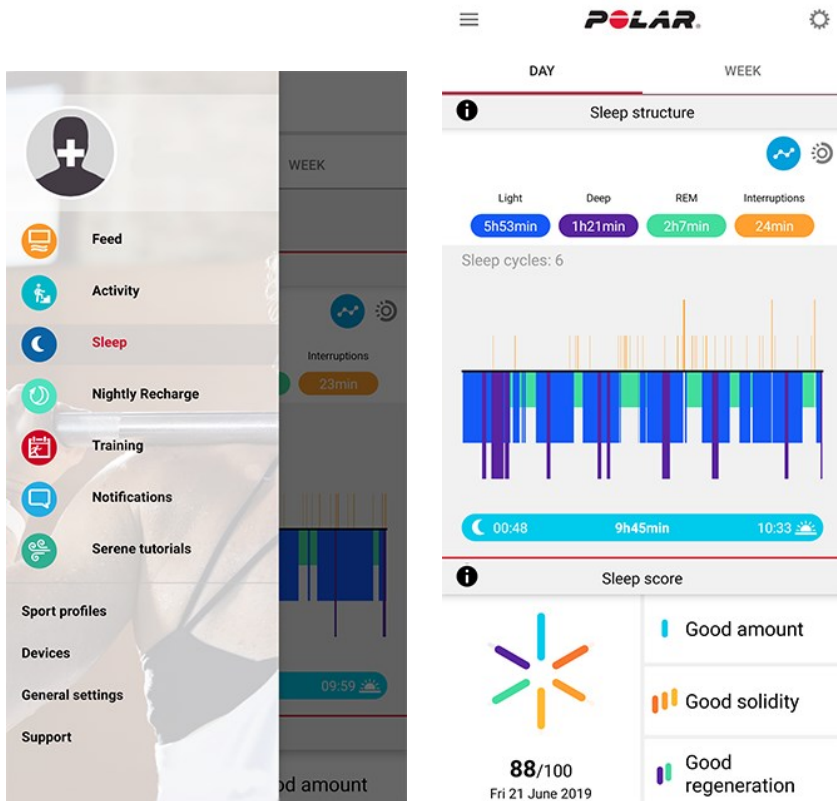 WEEK
Feed
Activity
Sleep
Interruptions
23min
Nightly Recharge
Training
Notifications
Serene tutorials
Sport profiles
Devices
General settings
09:59
Support
od amount
POLAR.
DAY WEEK
Sleep structure
Light Deep REM Interruptions
5h53min 1h21min 2h7min 24min
Sleep cycles: 6
00:48 9h45min 10:33
Sleep score
Good amount
Good solidity
88/100
Fri 21 June 2019
Good
regeneration